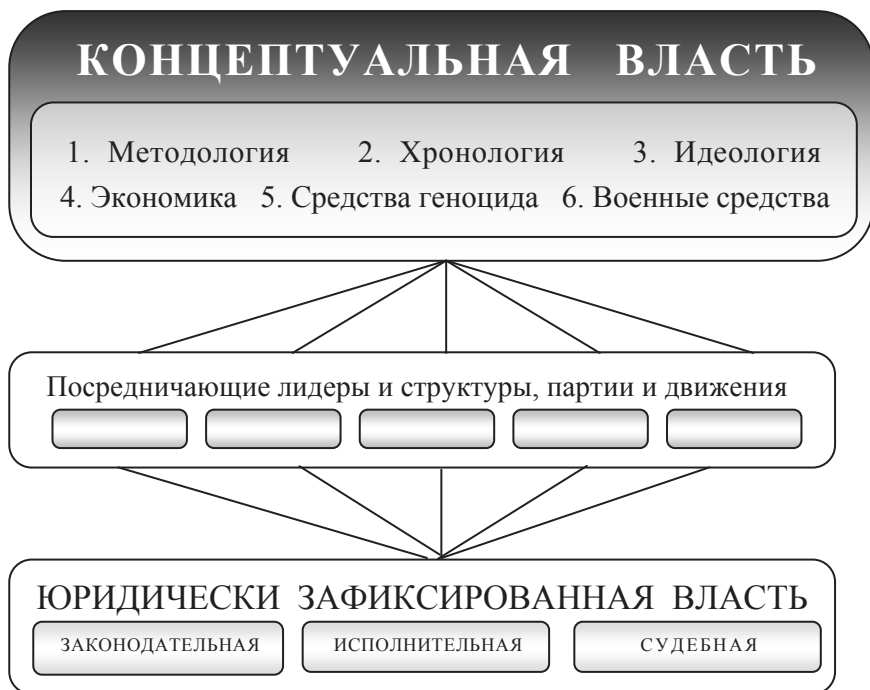 КОНЦЕПТУАЛЬНАЯ ВЛАСТЬ
1. Методология 2. Хронология 3. Идеология
4. Экономика 5. Средства геноцида 6. Военные средства
Посредничающие лидеры и структуры, партии и движения
ЮРИДИЧЕСКИ ЗАФИКСИРОВАННАЯ ВЛАСТЬ
ЗАКОНОДАТЕЛЬНАЯ ИСПОЛНИТЕЛЬНАЯ СУДЕБНАЯ